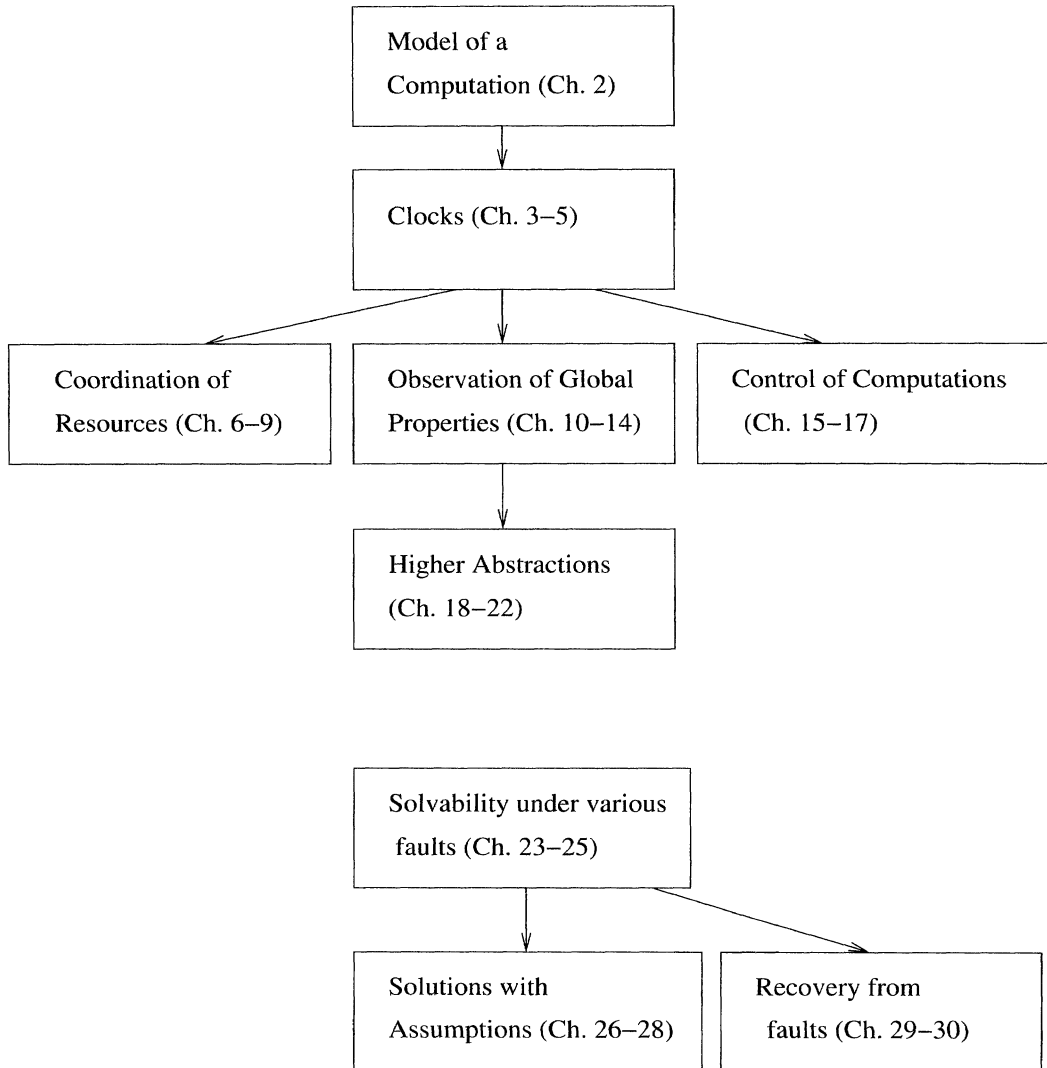 Model of a
Computation (Ch. 2)
Clocks (Ch. 3–5)
Coordination of
Resources (Ch. 6–9)
Observation of Global
Properties (Ch. 10–14)
Control of Computations
(Ch. 15–17)
Higher Abstractions
(Ch. 18–22)
Solvability under various
faults (Ch. 23–25)
Solutions with
Assumptions (Ch. 26–28)
Recovery from
faults (Ch. 29–30)